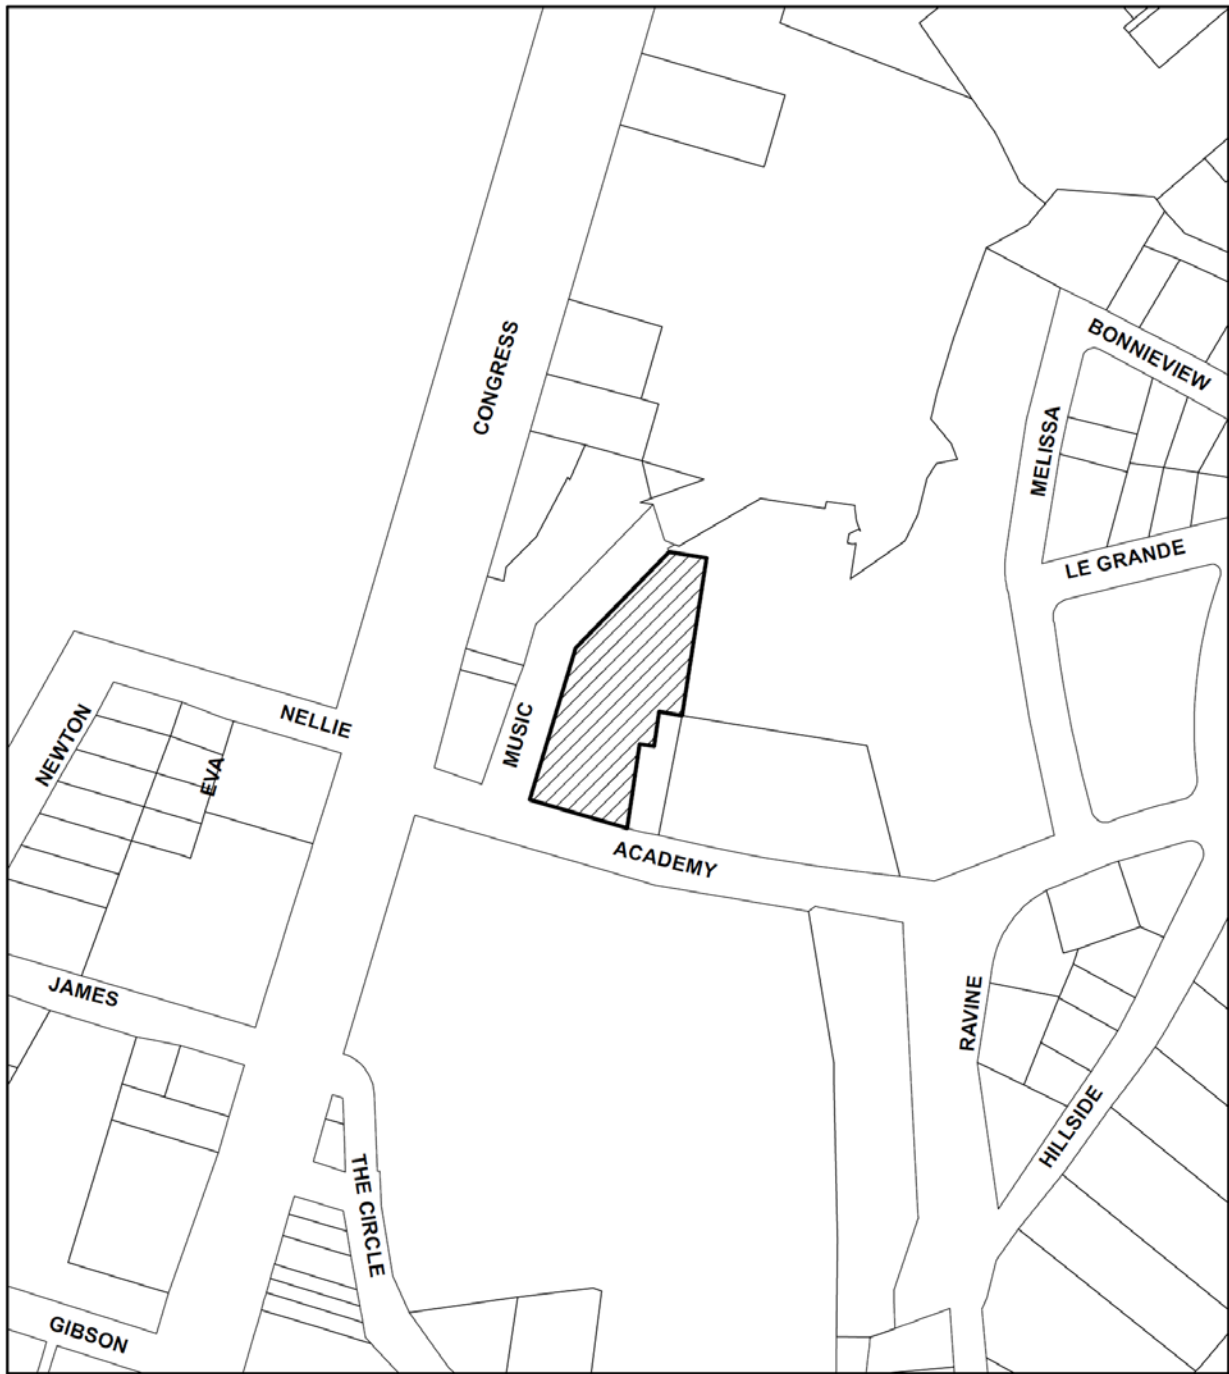 CONGRESS
BONNIEVIEW
MELISSA
LE GRANDE
NELLIE
NEWTON
EVA
MUSIC
ACADEMY
JAMES
RAVINE
HILLSIDE
THE CIRCLE
GIBSON